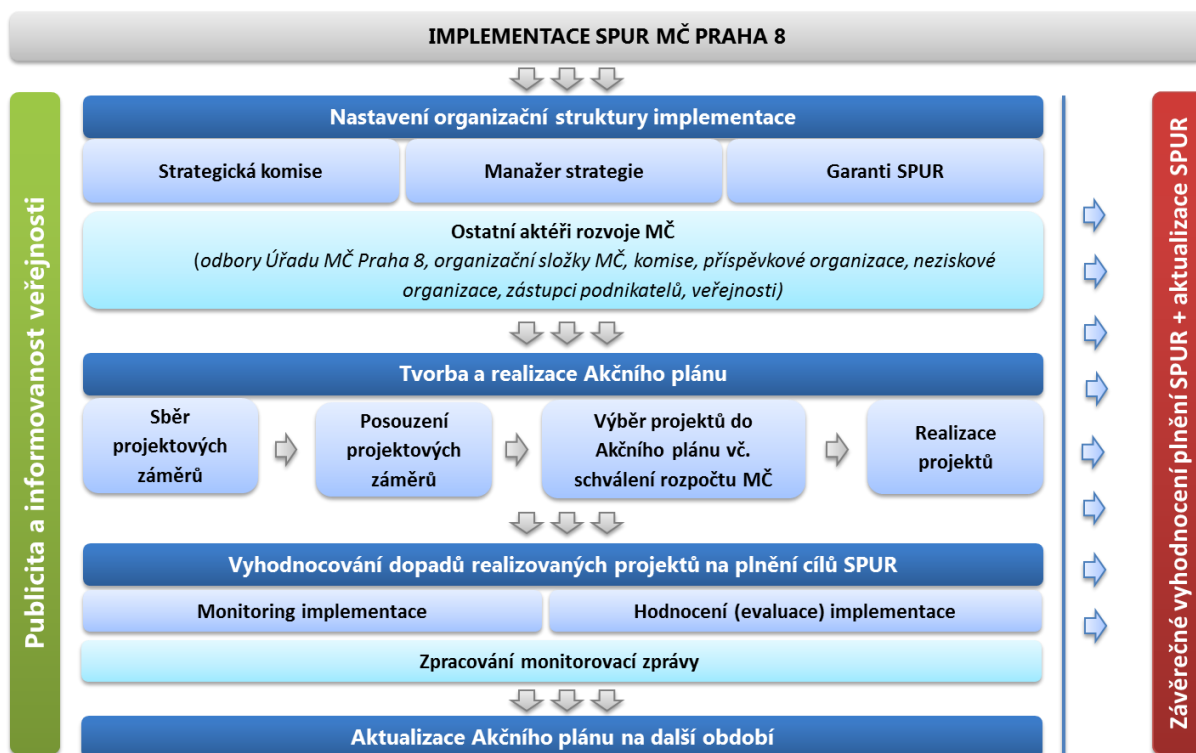 IMPLEMENTACE SPUR MČ PRAHA 8
Publicita a informovanost veřejnosti
Nastavení organizační struktury implementace
Strategická komise
Manažer strategie
Garanti SPUR
Ostatní aktéři rozvoje MČ
(odbory Úřadu MČ Praha 8, organizační složky MČ, komise, příspěvkové organizace, neziskové
organizace, zástupci podnikatelů, veřejnosti)
Tvorba a realizace Akčního plánu
Sběr
projektových
záměrů
Posouzení
projektových
záměrů
Výběr projektů do
Akčního plánu vč.
schválení rozpočtu MČ
Realizace
projektů
Vyhodnocování dopadů realizovaných projektů na plnění cílů SPUR
Monitoring implementace
Hodnocení (evaluace) implementace
Zpracování monitorovací zprávy
Aktualizace Akčního plánu na další období
Závěrečné vyhodnocení plnění SPUR + aktualizace SPUR